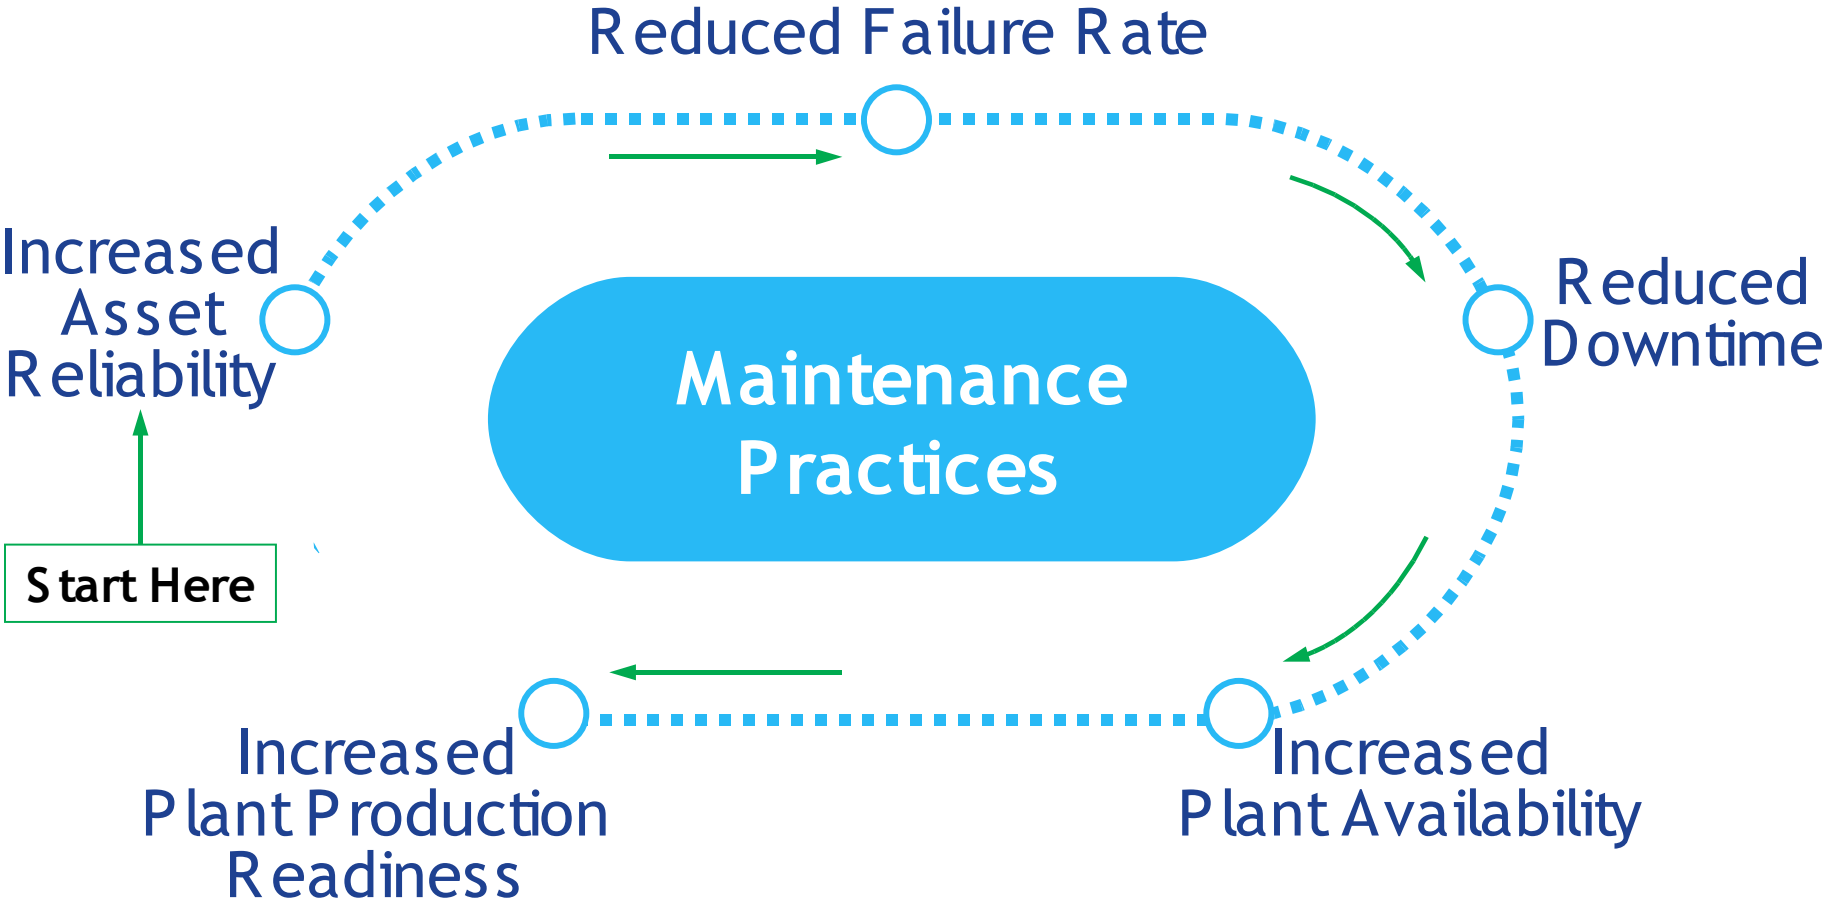 Reduced Failure Rate
Increased
Asset
Reliability
Reduced
Downtime
Maintenance
Practices
Start Here
Increased
Plant Production
Readiness
Increased
Plant Availability